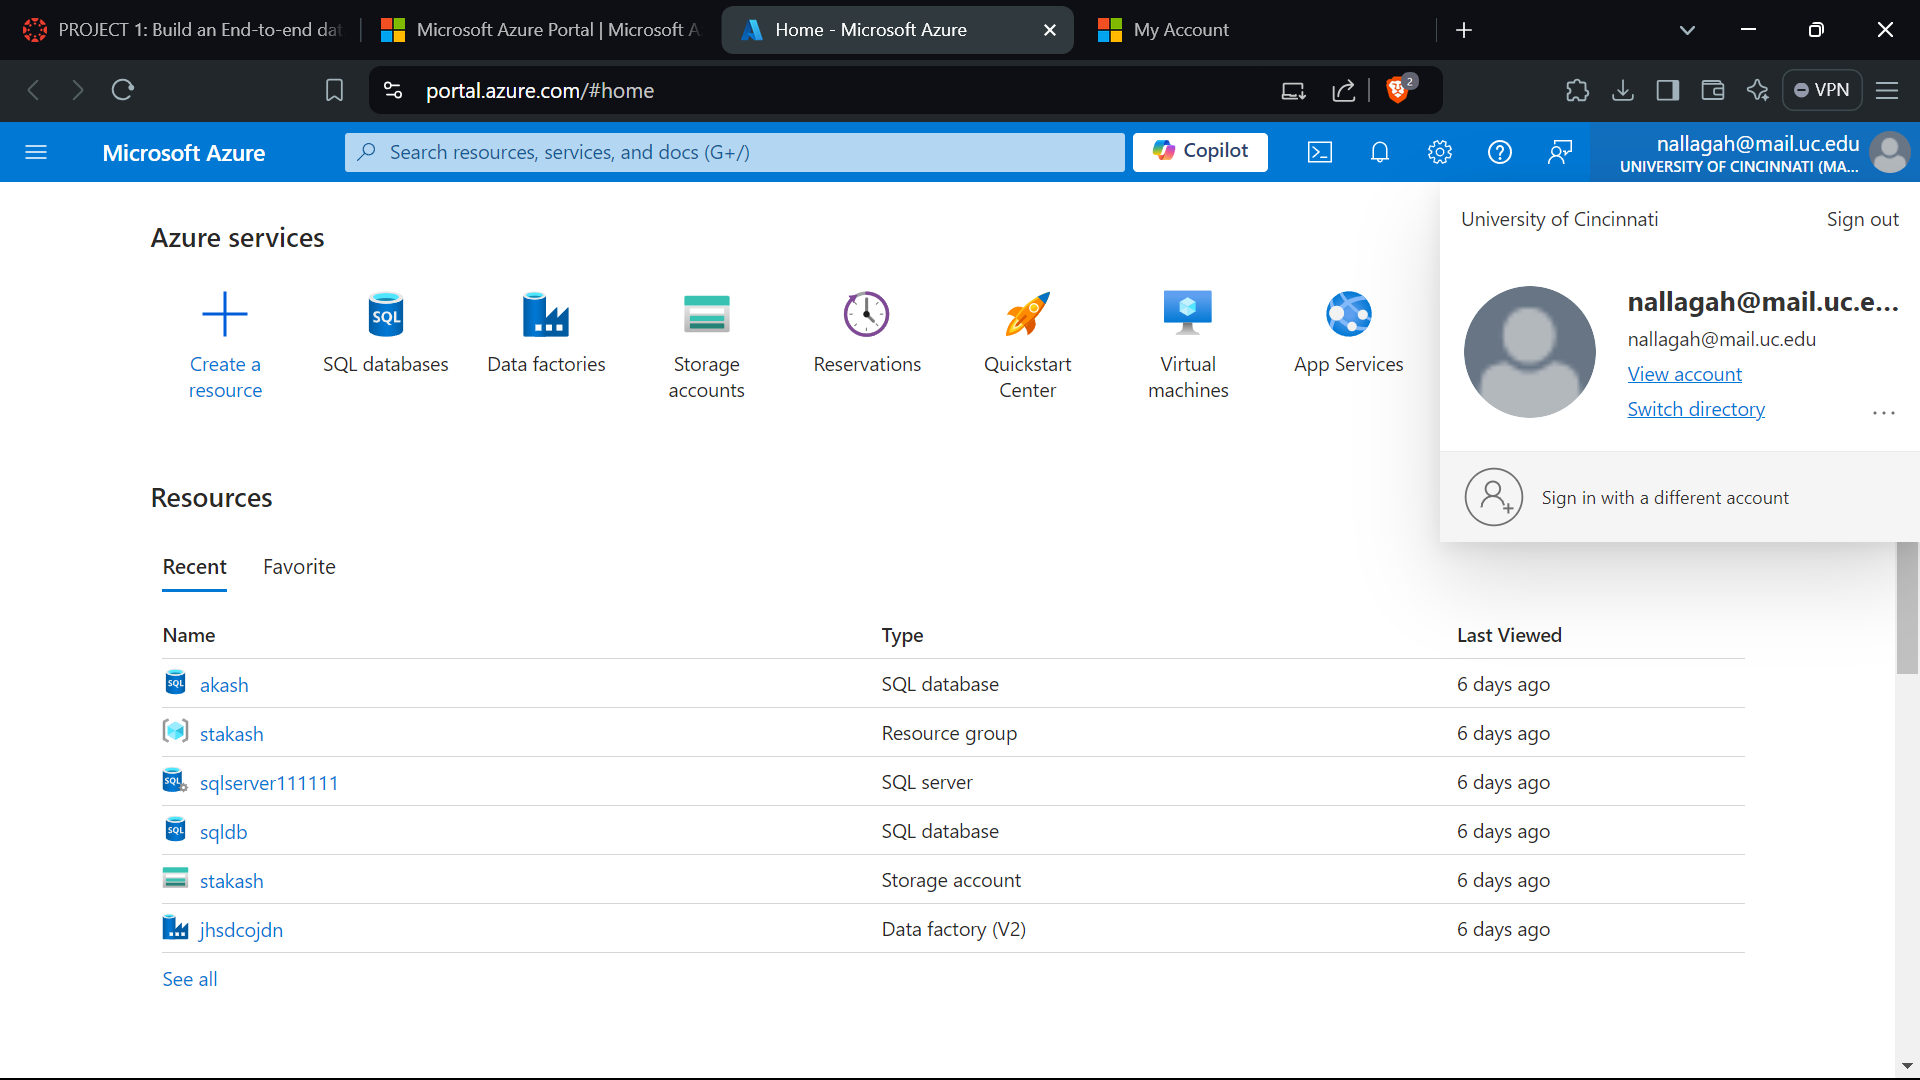 PROJECT 1: Build an End-to-end dat
Microsoft Azure Portal | Microsoft A
Home - Microsoft Azure
My Account
portal.azure.com/#home
2
VPN
Microsoft Azure
Search resources, services, and docs (G+/)
Copilot
nallagah@mail.uc.edu
UNIVERSITY OF CINCINNATI (MA...
University of Cincinnati
Sign out
nallagah@mail.uc.e...
nallagah@mail.uc.edu
View account
Switch directory
...
Sign in with a different account
Azure services
Create a
resource
SQL
SQL databases
Data factories
Storage
accounts
Reservations
Quickstart
Center
Virtual
machines
App Services
Resources
Recent
Favorite
Name Type Last Viewed
SQL akash SQL database 6 days ago
stakash Resource group 6 days ago
SQL sqlserver111111 SQL server 6 days ago
SQL sqldb SQL database 6 days ago
stakash Storage account 6 days ago
jhsdcojdn Data factory (V2) 6 days ago
See all